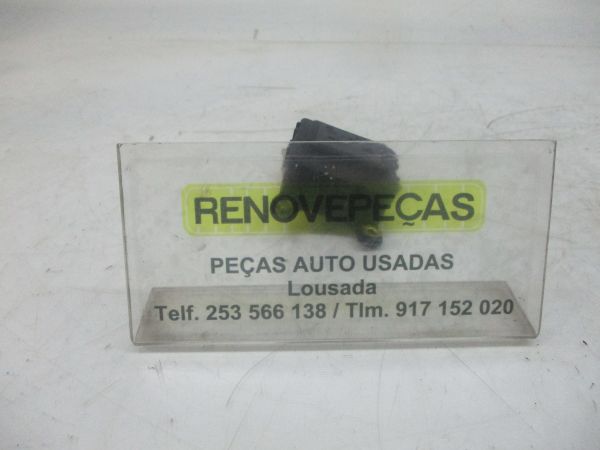 RENOVEPEÇAS
PEÇAS AUTO USADAS
Lousada
Telf. 253 566 138 / Tlm. 917 152 020